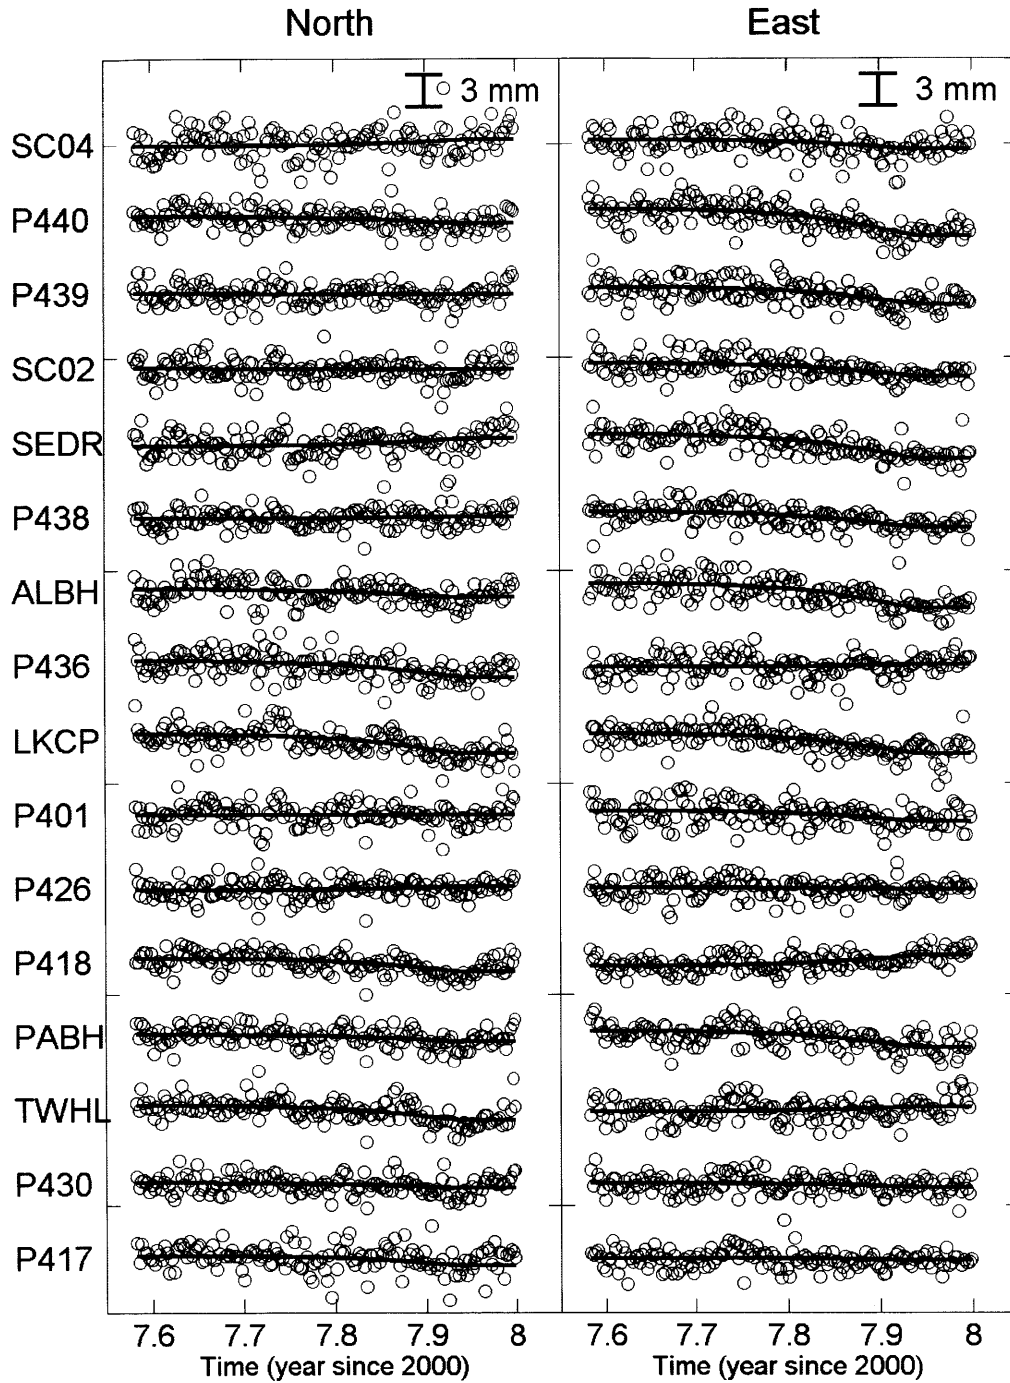 North East
3 mm 3 mm
SC04
P440
P439
SC02
SEDR
P438
ALBH
P436
LKCP
P401
P426
P418
PABH
TWHL
P430
P417
7.6 7.7 7.8 7.9 8 7.6 7.7 7.8 7.9 8
Time (year since 2000) Time (year since 2000)